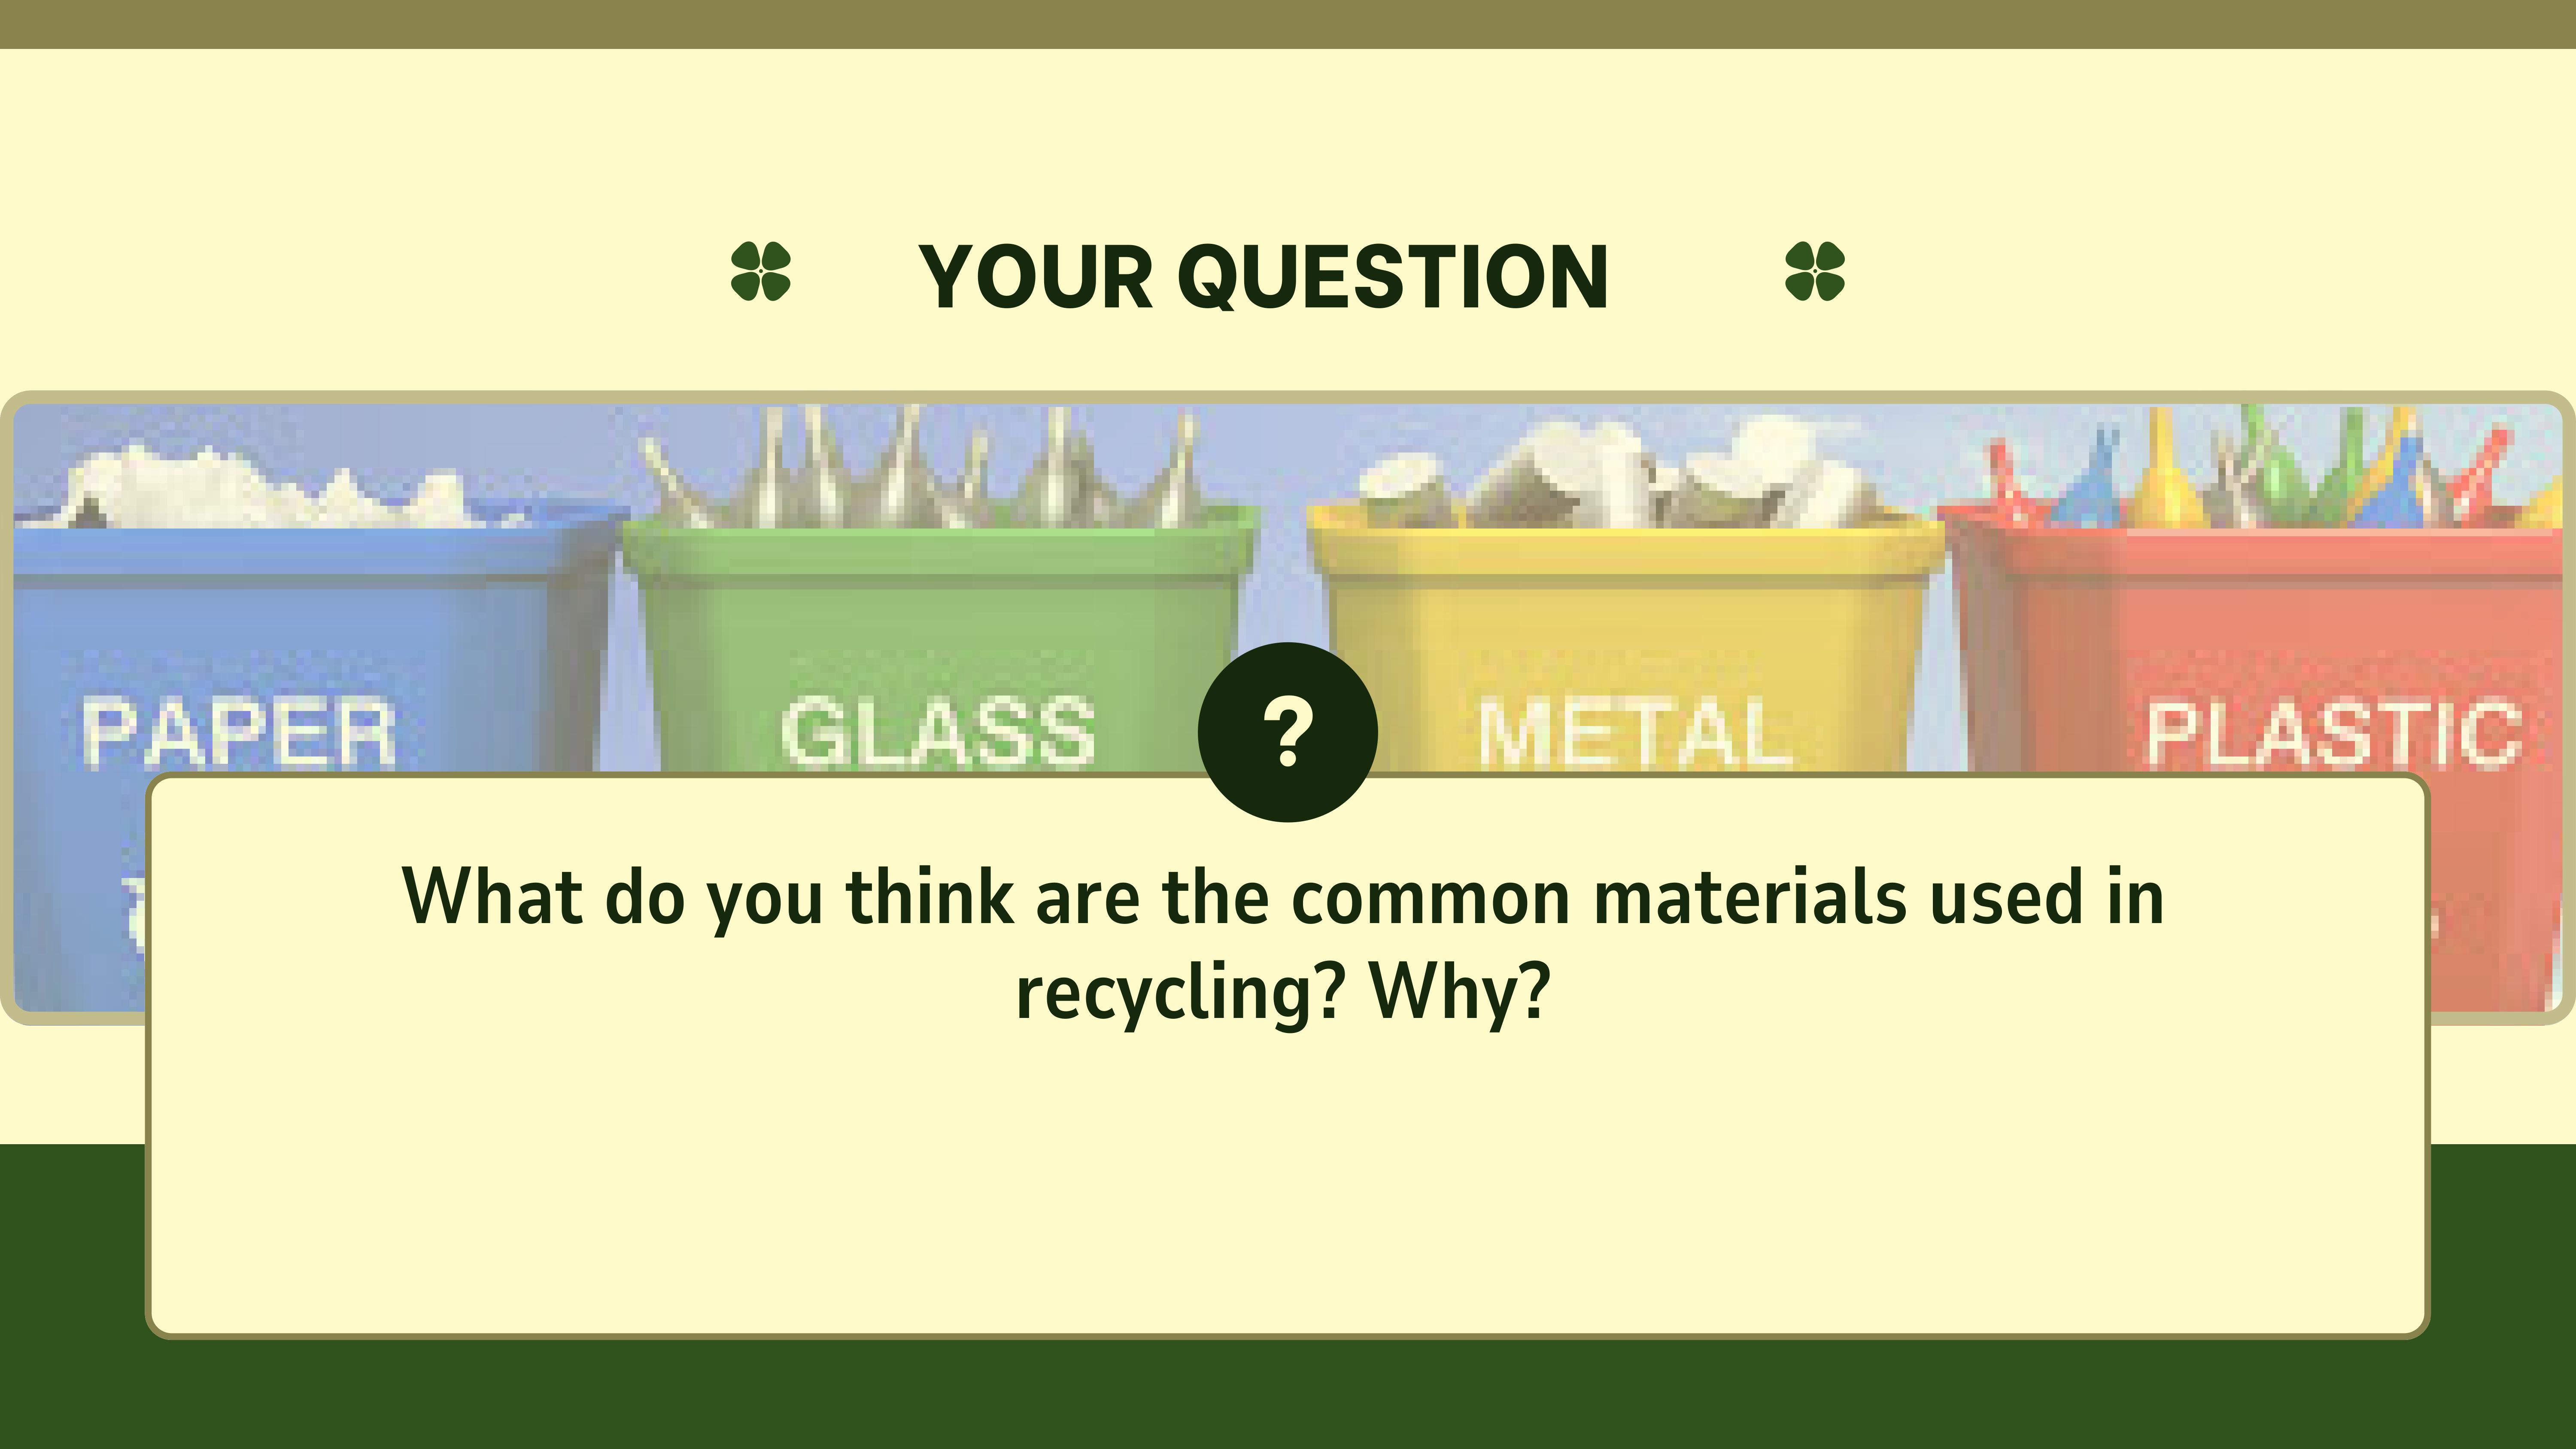 YOUR QUESTION
PAPER
GLASS
METAL
PLASTIC
?
What do you think are the common materials used in
recycling? Why?